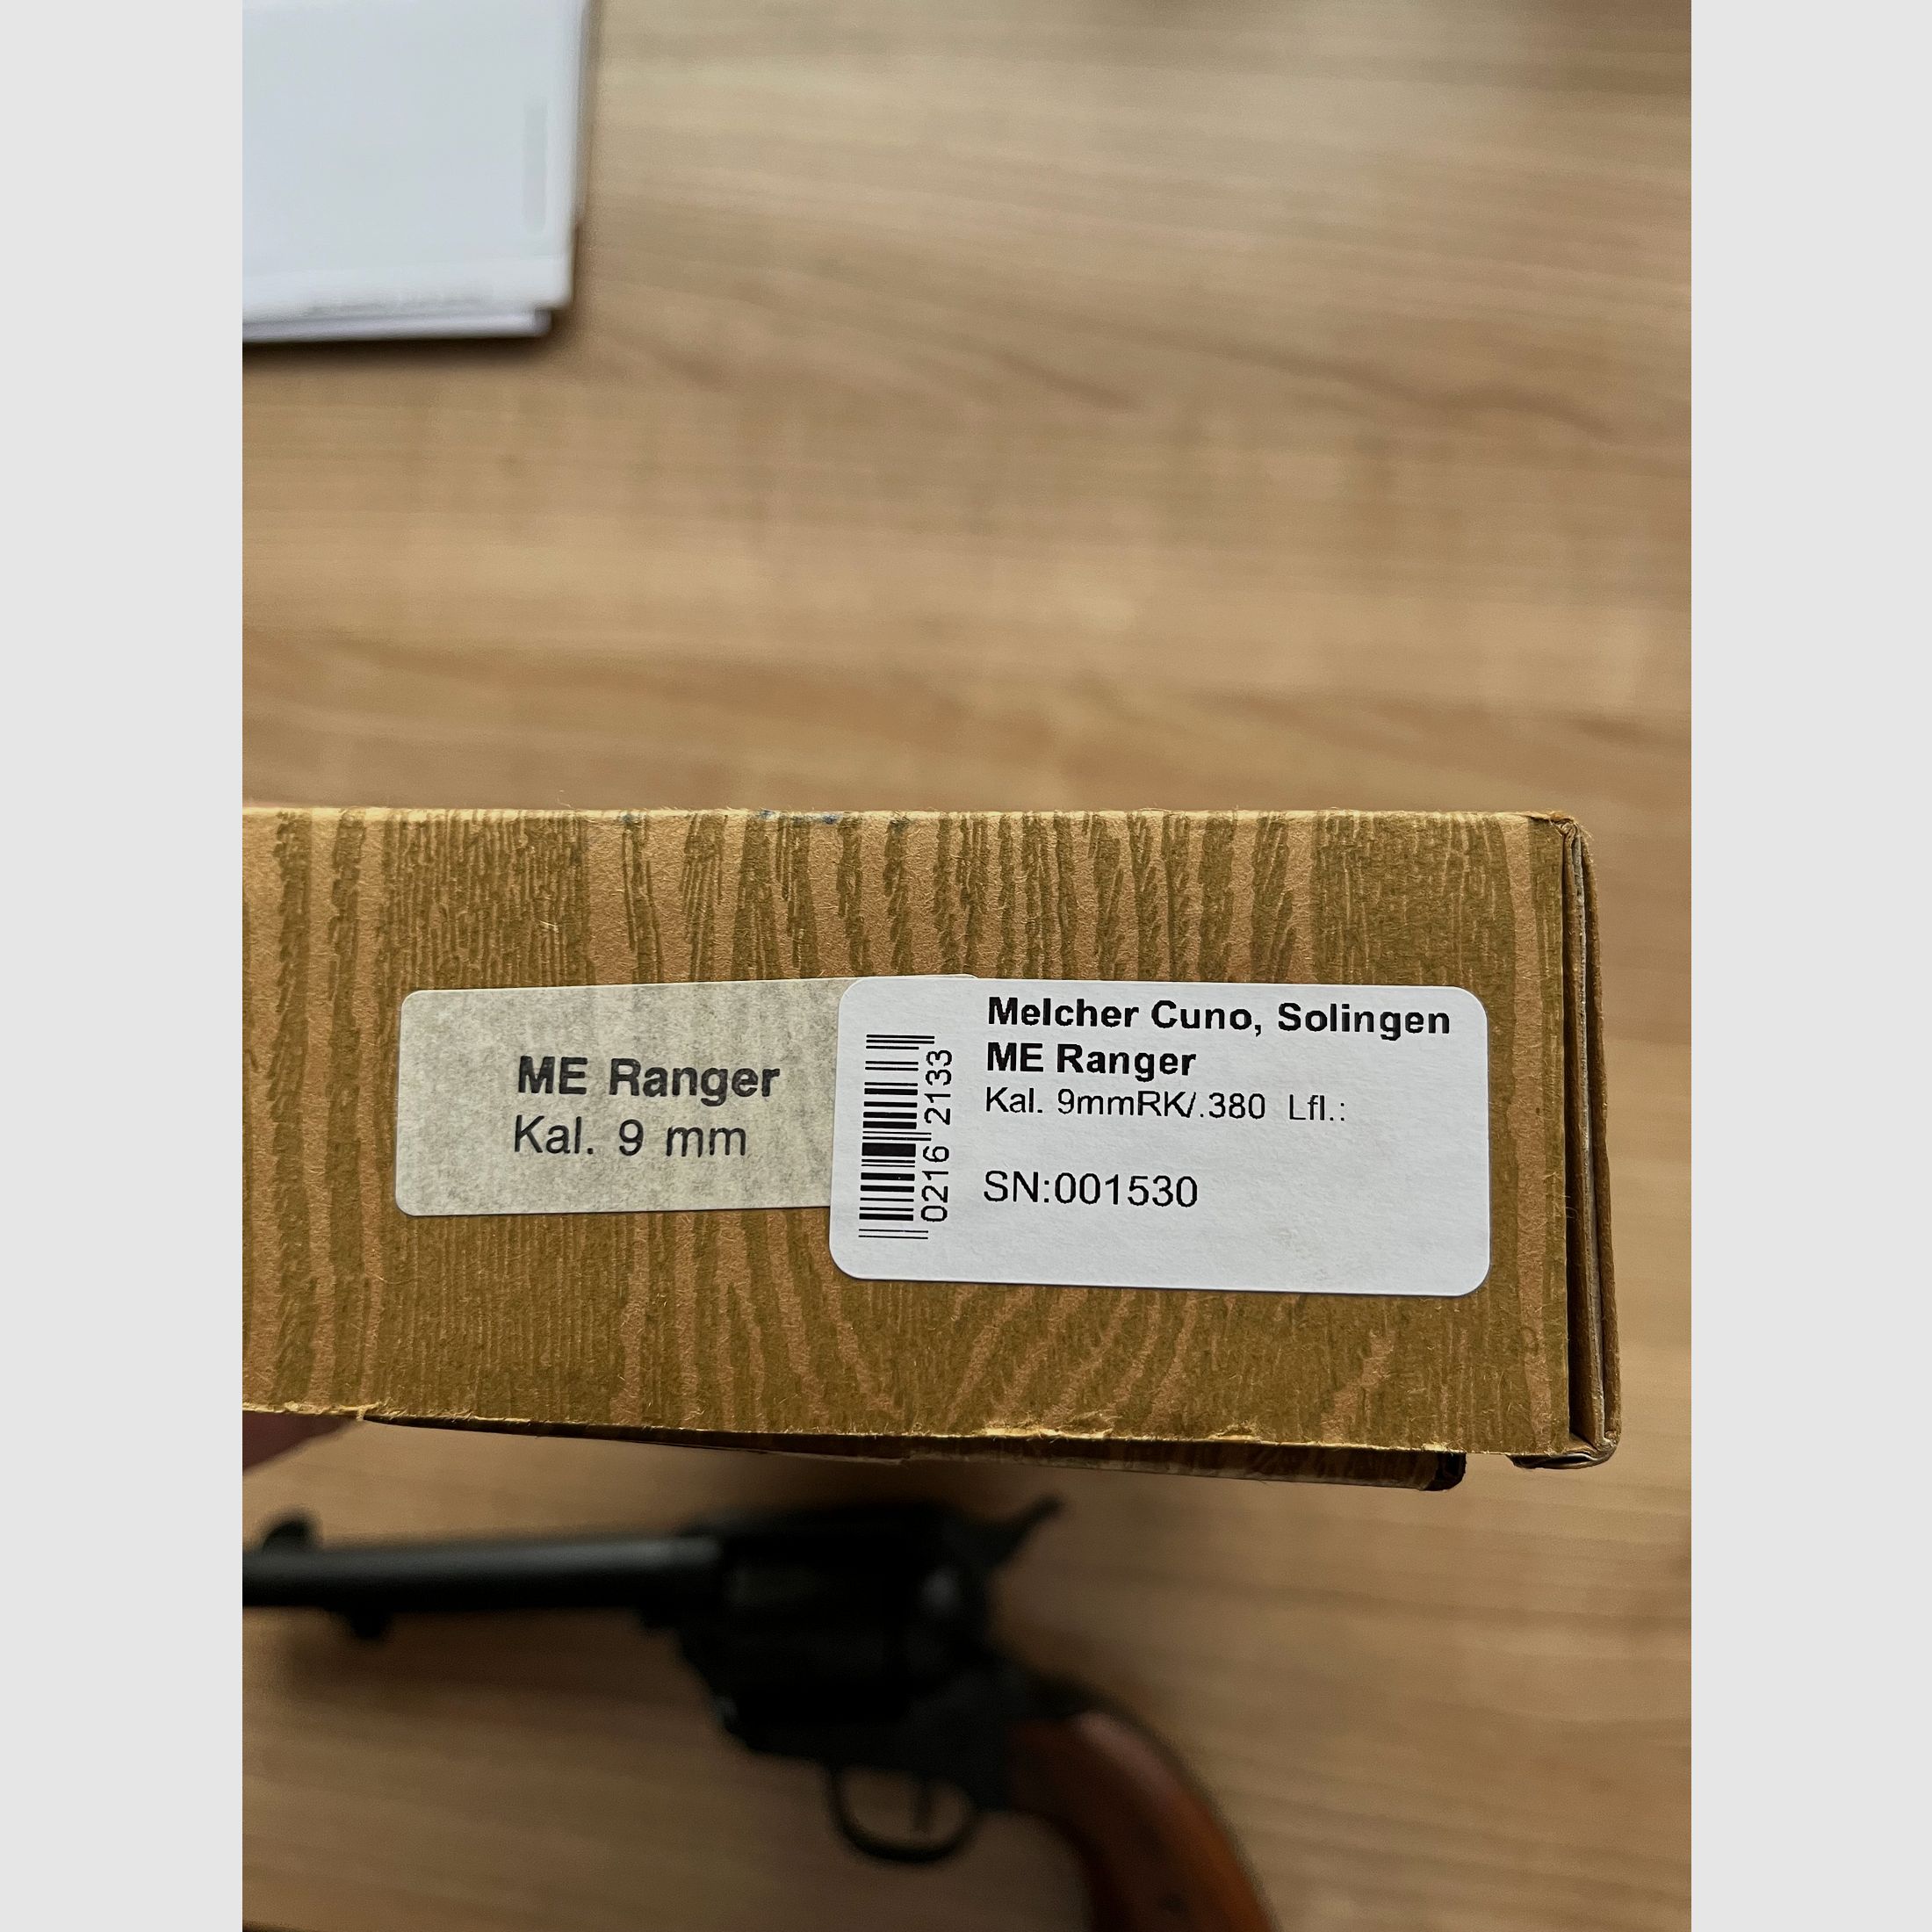 ME Ranger
Kal. 9 mm
Melcher Cuno, Solingen
ME Ranger
Kal. 9mmRK/.380 Lfl.:
SN:001530
0216 2133